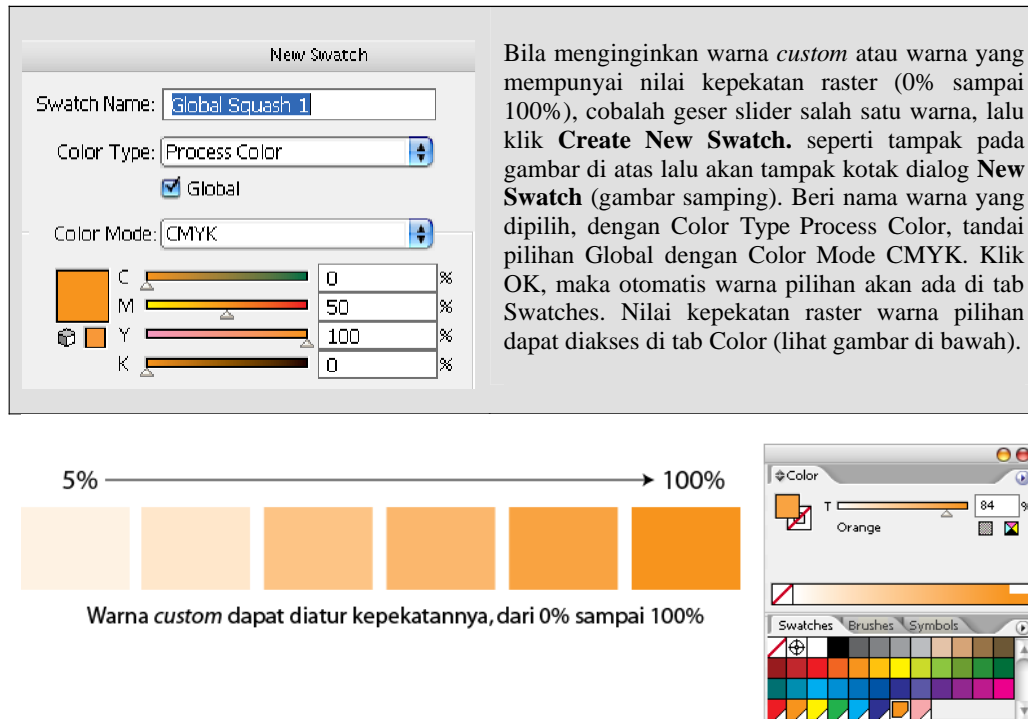 New Swatch
Swatch Name: Global Squash 1
Color Type: Process Color
Global
Color Mode: CMYK
C 0 %
M 50 %
Y 100 %
K 0 %
Bila menginginkan warna custom atau warna yang
mempunyai nilai kepekatan raster (0% sampai
100%), cobalah geser slider salah satu warna, lalu
klik Create New Swatch. seperti tampak pada
gambar di atas lalu akan tampak kotak dialog New
Swatch (gambar samping). Beri nama warna yang
dipilih, dengan Color Type Process Color, tandai
pilihan Global dengan Color Mode CMYK. Klik
OK, maka otomatis warna pilihan akan ada di tab
Swatches. Nilai kepekatan raster warna pilihan
dapat diakses di tab Color (lihat gambar di bawah).
5% 100%
Warna custom dapat diatur kepekatannya, dari 0% sampai 100%
Color
T 84 %
Orange
Swatches Brushes Symbols